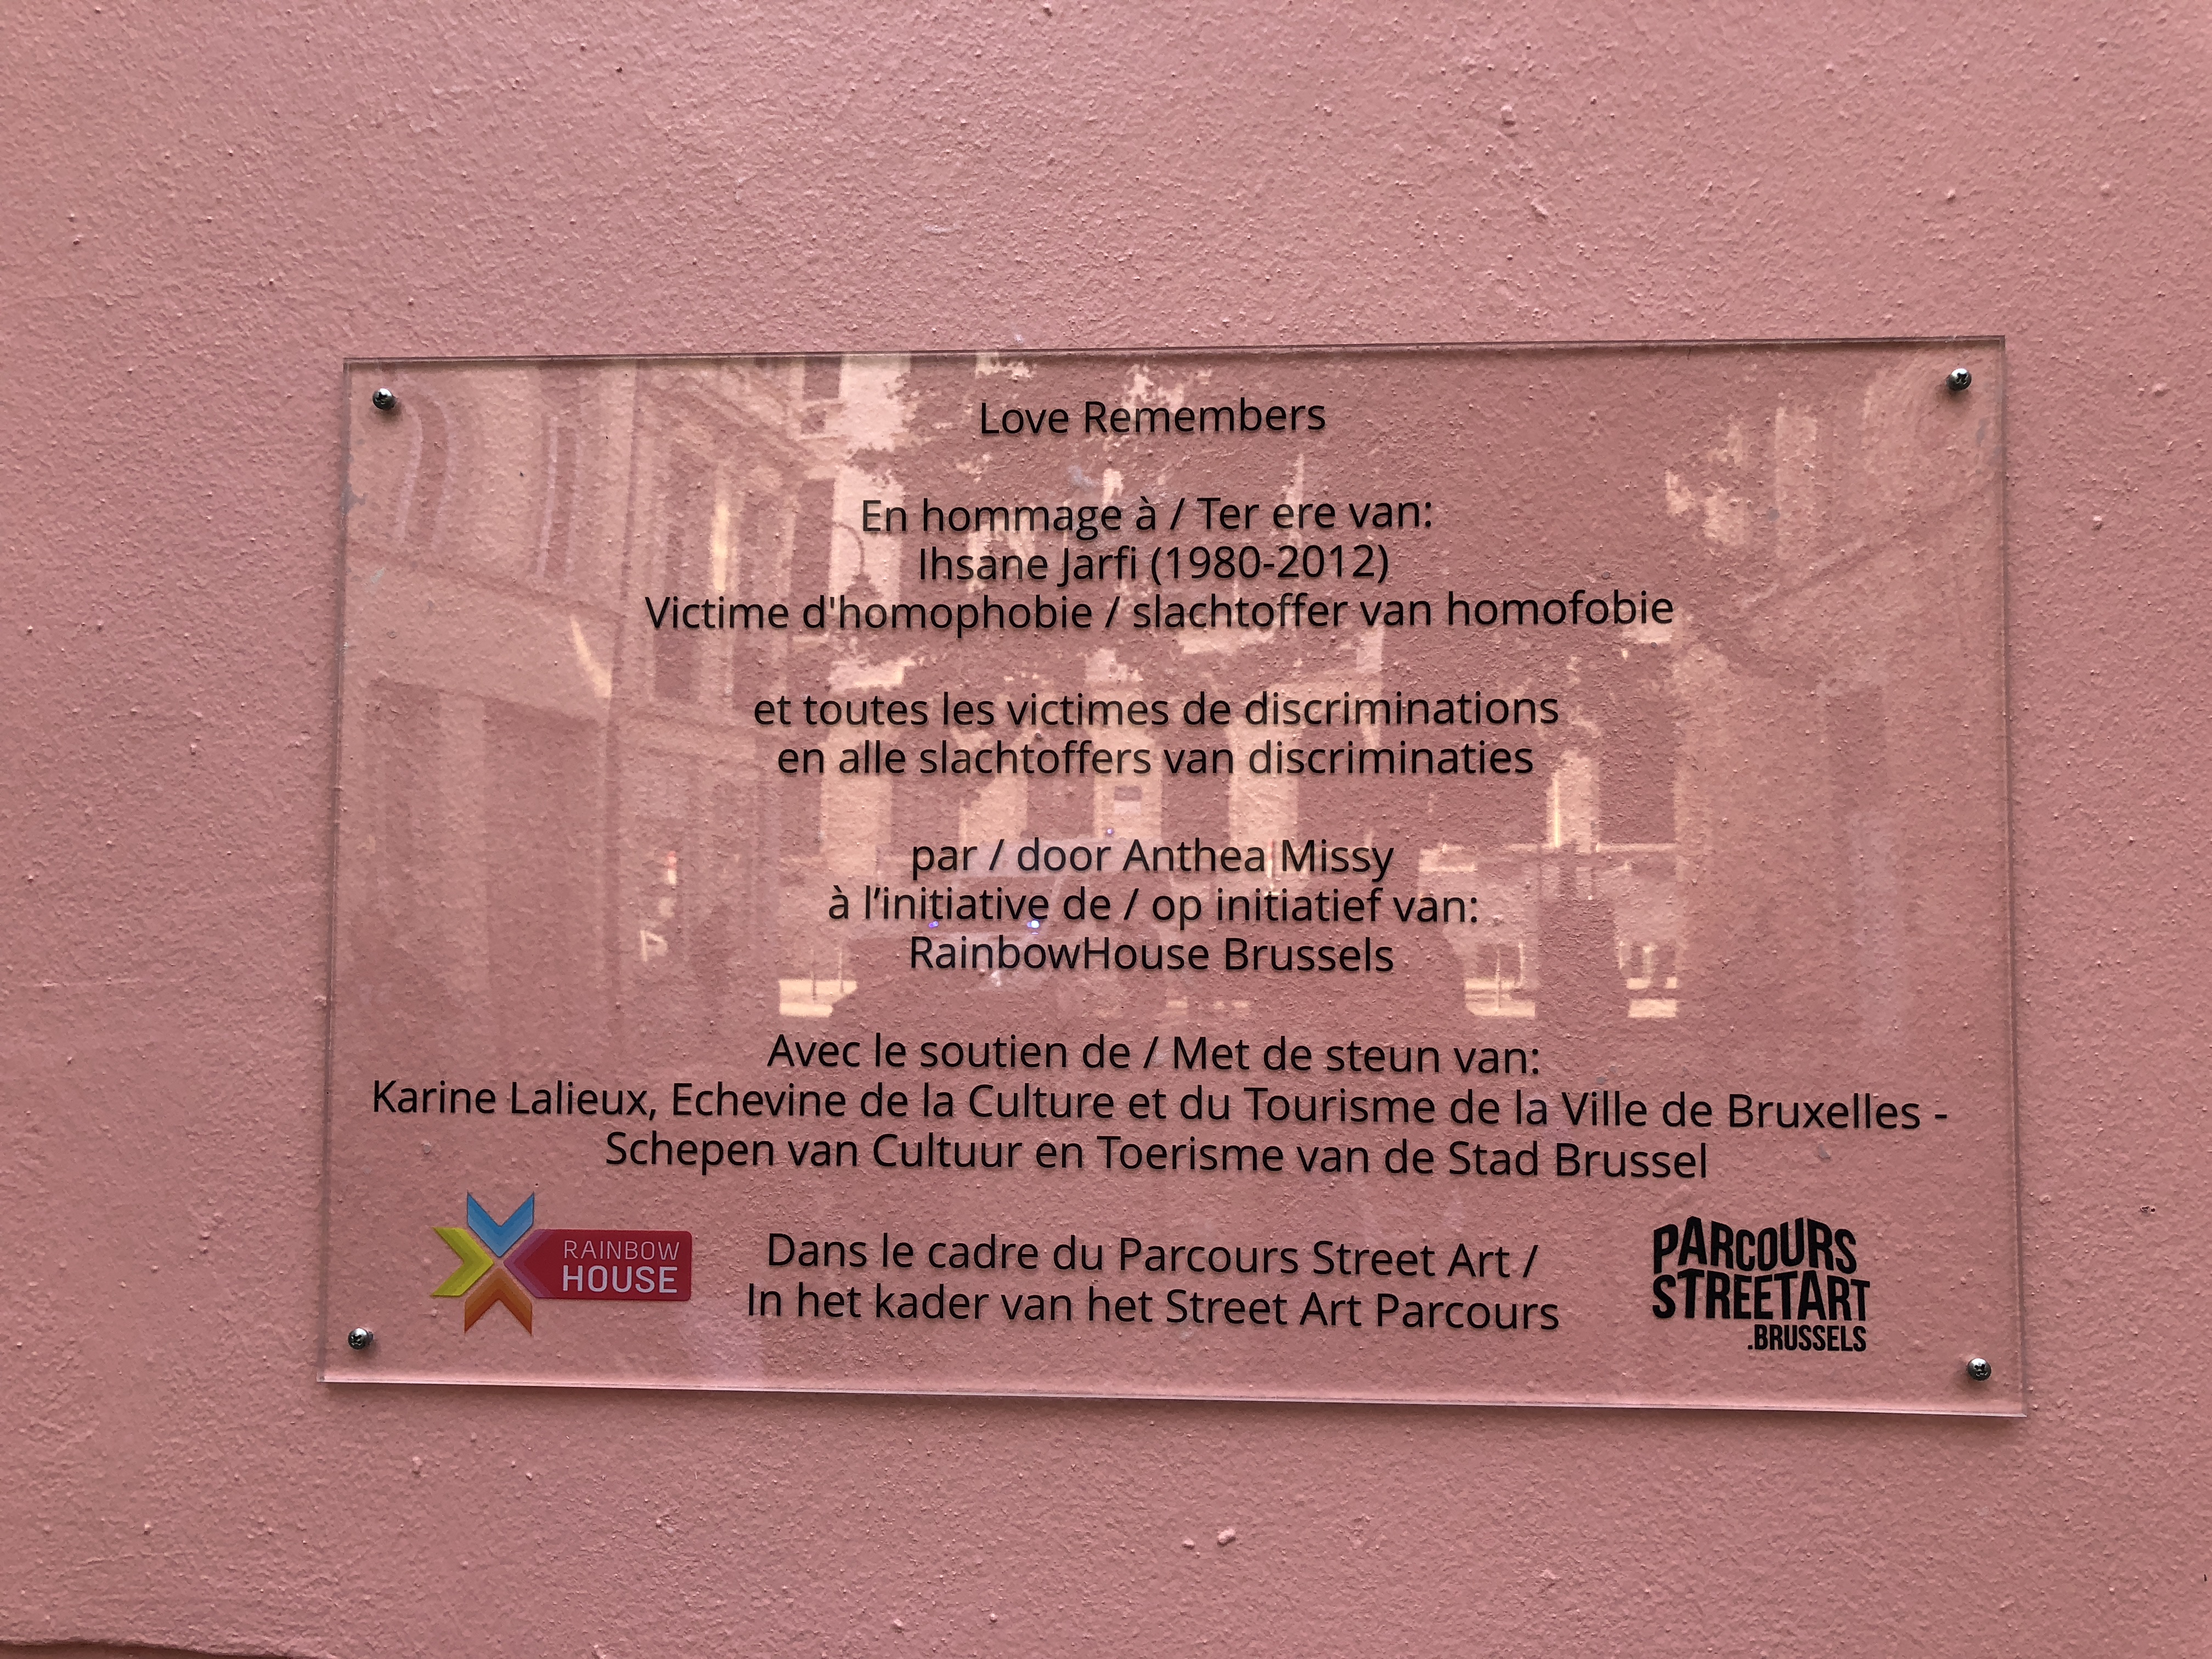 Love Remembers
En hommage à / Ter ere van:
Ihsane Jarfi (1980-2012)
Victime d'homophobie / slachtoffer van homofobie
et toutes les victimes de discriminations
en alle slachtoffers van discriminaties
par / door Anthea Missy
à l’initiative de / op initiatief van:
RainbowHouse Brussels
Avec le soutien de / Met de steun van:
Karine Lalieux, Echevine de la Culture et du Tourisme de la Ville de Bruxelles -
Schepen van Cultuur en Toerisme van de Stad Brussel
RAINBOW
HOUSE
Dans le cadre du Parcours Street Art /
In het kader van het Street Art Parcours
PARCOURS
STREETART
.BRUSSELS